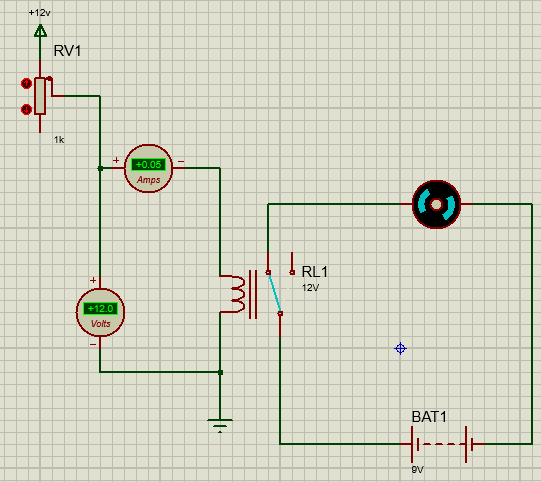 +12v
RV1
1k
+ +0.05 −
Amps
RL1
12V
+
+12.0
Volts
−
BAT1
9V